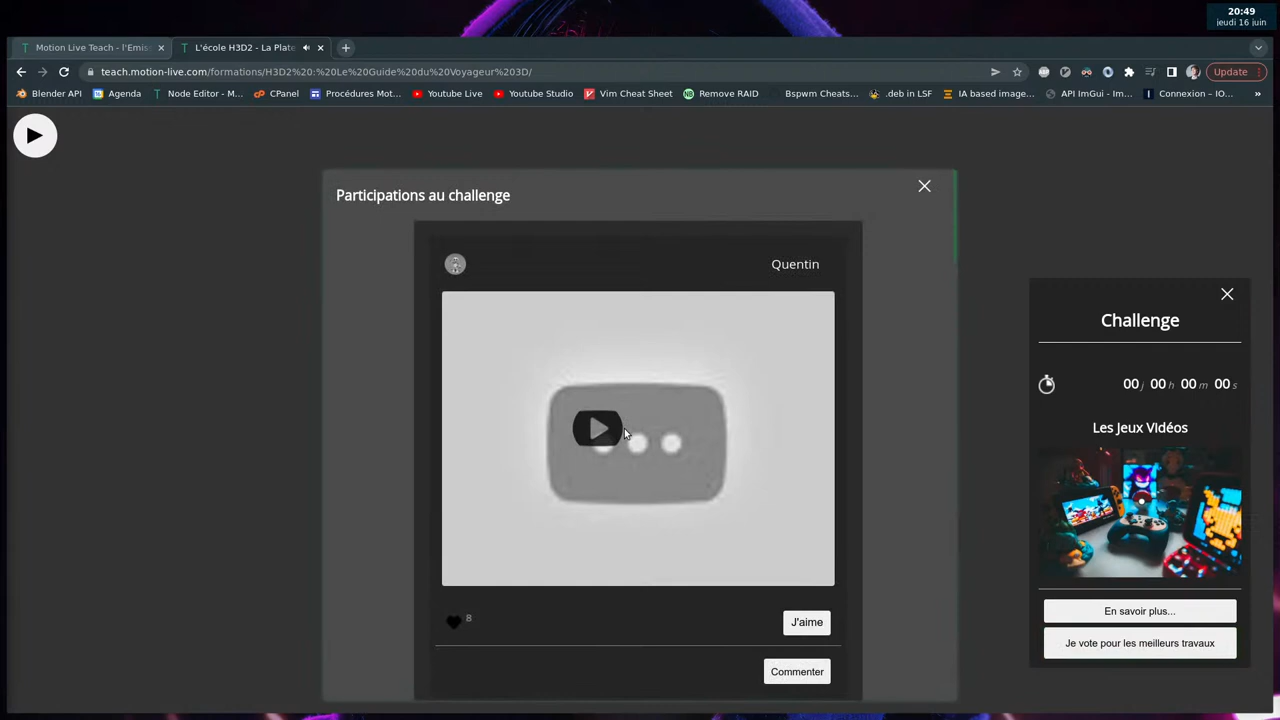 20:49
jeudi 16 juin
Motion Live Teach - l'Emis
L'école H3D2 - La Plate
teach.motion-live.com/formations/H3D2%20:%20Le%20Guide%20du%20Voyageur%203D/
Update
Blender API
Agenda
Node Editor - M...
CPanel
Procédures Mot...
Youtube Live
Youtube Studio
Vim Cheat Sheet
Remove RAID
Bspwm Cheats...
.deb in LSF
IA based image...
API ImGui - Im...
Connexion – IO...
Participations au challenge
Quentin
8
J'aime
Commenter
Challenge
00 j 00 h 00 m 00 s
Les Jeux Vidéos
En savoir plus...
Je vote pour les meilleurs travaux